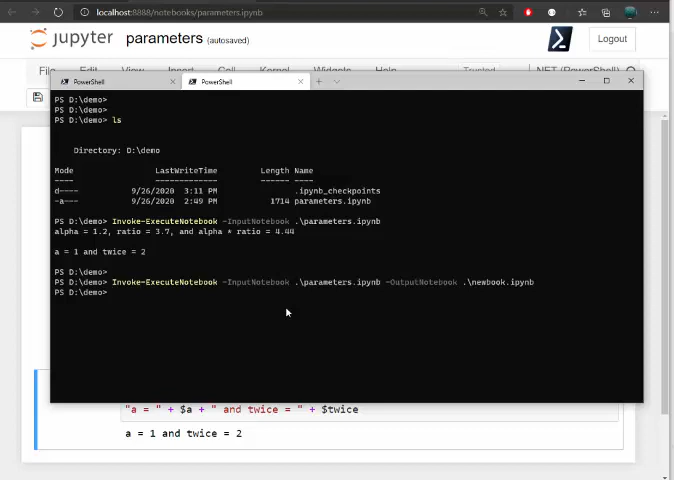 localhost:8888/notebooks/parameters.ipynb
jupyter parameters (autosaved)
Logout
File Edit View Insert Cell Kernel Widgets Help Trusted .NET (PowerShell)
PowerShell
PowerShell
PS D:\demo>
PS D:\demo>
PS D:\demo> ls
Directory: D:\demo
Mode LastWriteTime Length Name
---- ------------- ------ ----
d---- 9/26/2020 3:11 PM .ipynb_checkpoints
-a--- 9/26/2020 2:49 PM 1714 parameters.ipynb
PS D:\demo> Invoke-ExecuteNotebook -InputNotebook .\parameters.ipynb
alpha = 1.2, ratio = 3.7, and alpha * ratio = 4.44
a = 1 and twice = 2
PS D:\demo>
PS D:\demo> Invoke-ExecuteNotebook -InputNotebook .\parameters.ipynb -OutputNotebook .\newbook.ipynb
PS D:\demo>
"a = " + $a + " and twice = " + $twice
a = 1 and twice = 2